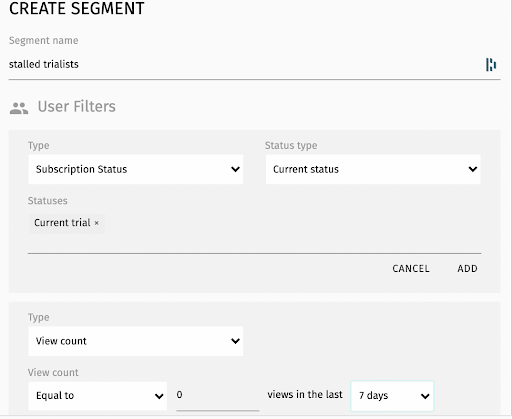 CREATE SEGMENT
Segment name
stalled trialists
User Filters
Type Status type
Subscription Status Current status
Statuses
Current trial ×
CANCEL ADD
Type
View count
View count
Equal to 0 views in the last 7 days